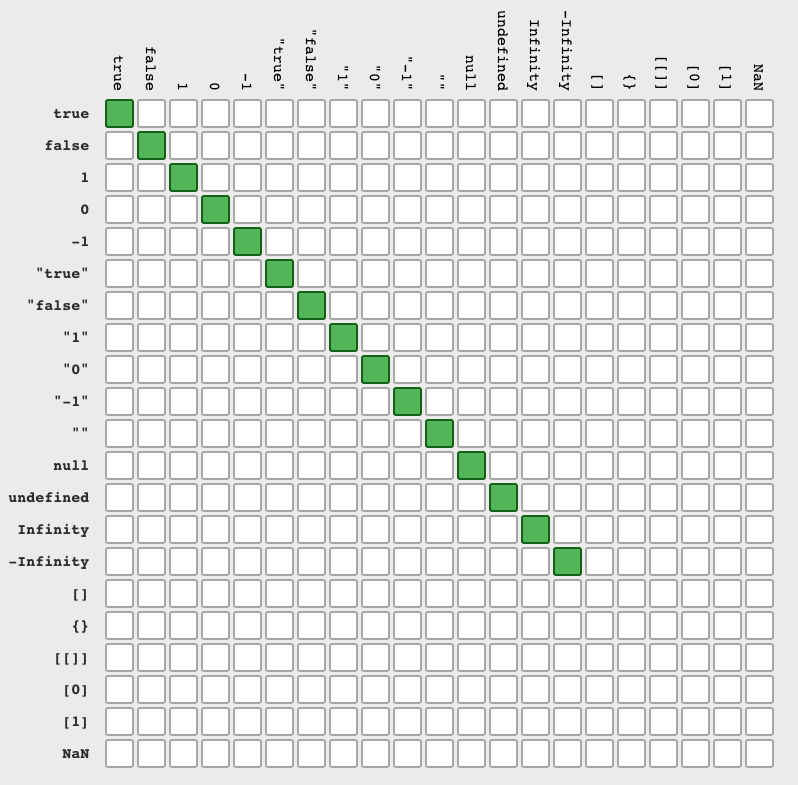 true
false
1
0
-1
"true"
"false"
"1"
"0"
"-1"
""
null
undefined
Infinity
-Infinity
[]
{}
[[]]
[0]
[1]
NaN
true
false
1
0
-1
"true"
"false"
"1"
"0"
"-1"
""
null
undefined
Infinity
-Infinity
[]
{}
[[]]
[0]
[1]
NaN